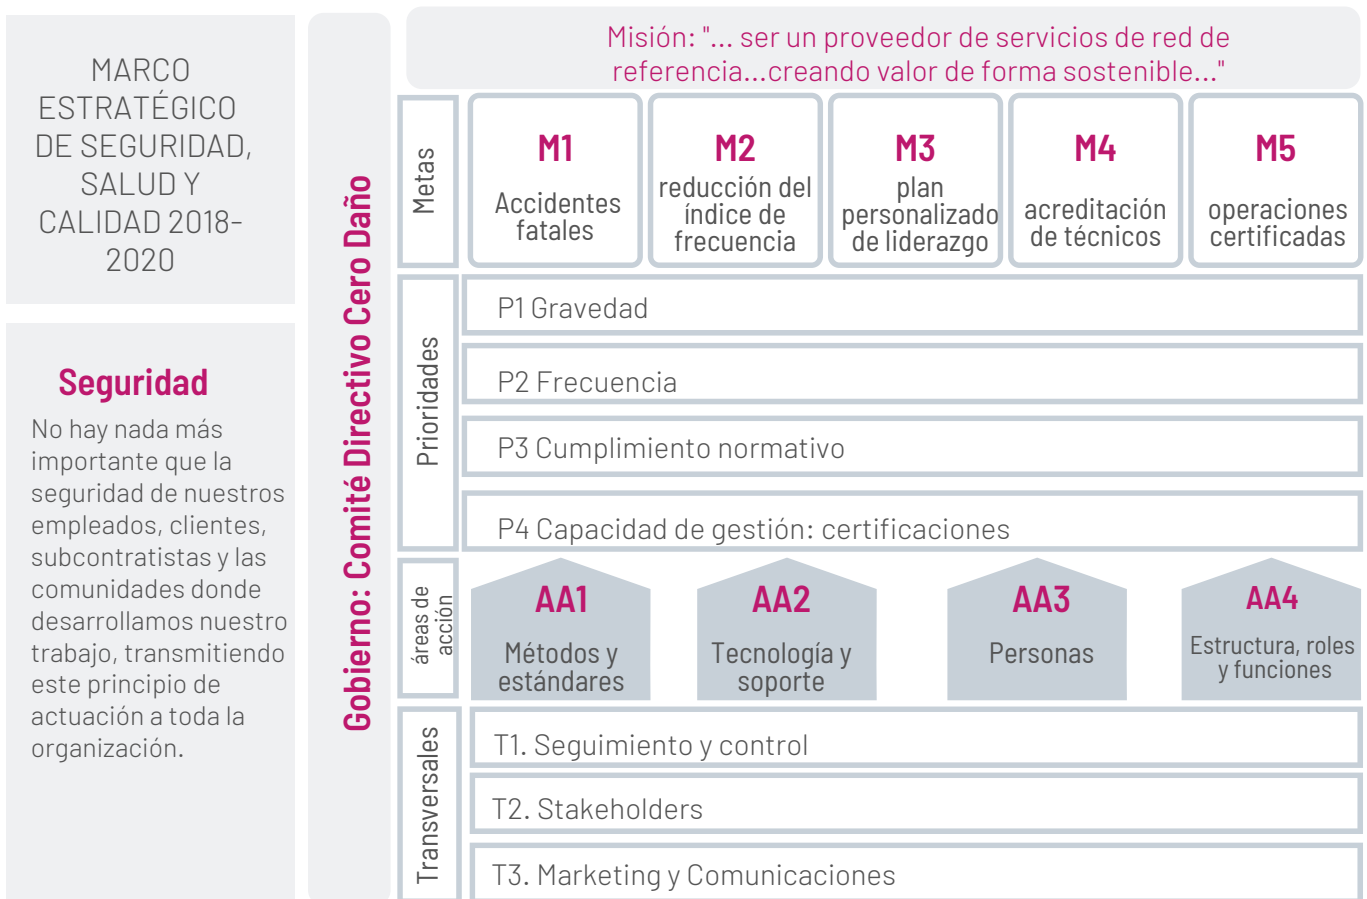 MARCO
ESTRATÉGICO
DE SEGURIDAD,
SALUD Y
CALIDAD 2018-
2020
Seguridad
No hay nada más
importante que la
seguridad de nuestros
empleados, clientes,
subcontratistas y las
comunidades donde
desarrollamos nuestro
trabajo, transmitiendo
este principio de
actuación a toda la
organización.
Gobierno: Comité Directivo Cero Daño
Misión: "... ser un proveedor de servicios de red de
referencia...creando valor de forma sostenible..."
Metas
M1
Accidentes
fatales
M2
reducción del
índice de
frecuencia
M3
plan
personalizado
de liderazgo
M4
acreditación
de técnicos
M5
operaciones
certificadas
Prioridades
P1 Gravedad
P2 Frecuencia
P3 Cumplimiento normativo
P4 Capacidad de gestión: certificaciones
áreas de
acción
AA1
Métodos y
estándares
AA2
Tecnología y
soporte
AA3
Personas
AA4
Estructura, roles
y funciones
Transversales
T1. Seguimiento y control
T2. Stakeholders
T3. Marketing y Comunicaciones